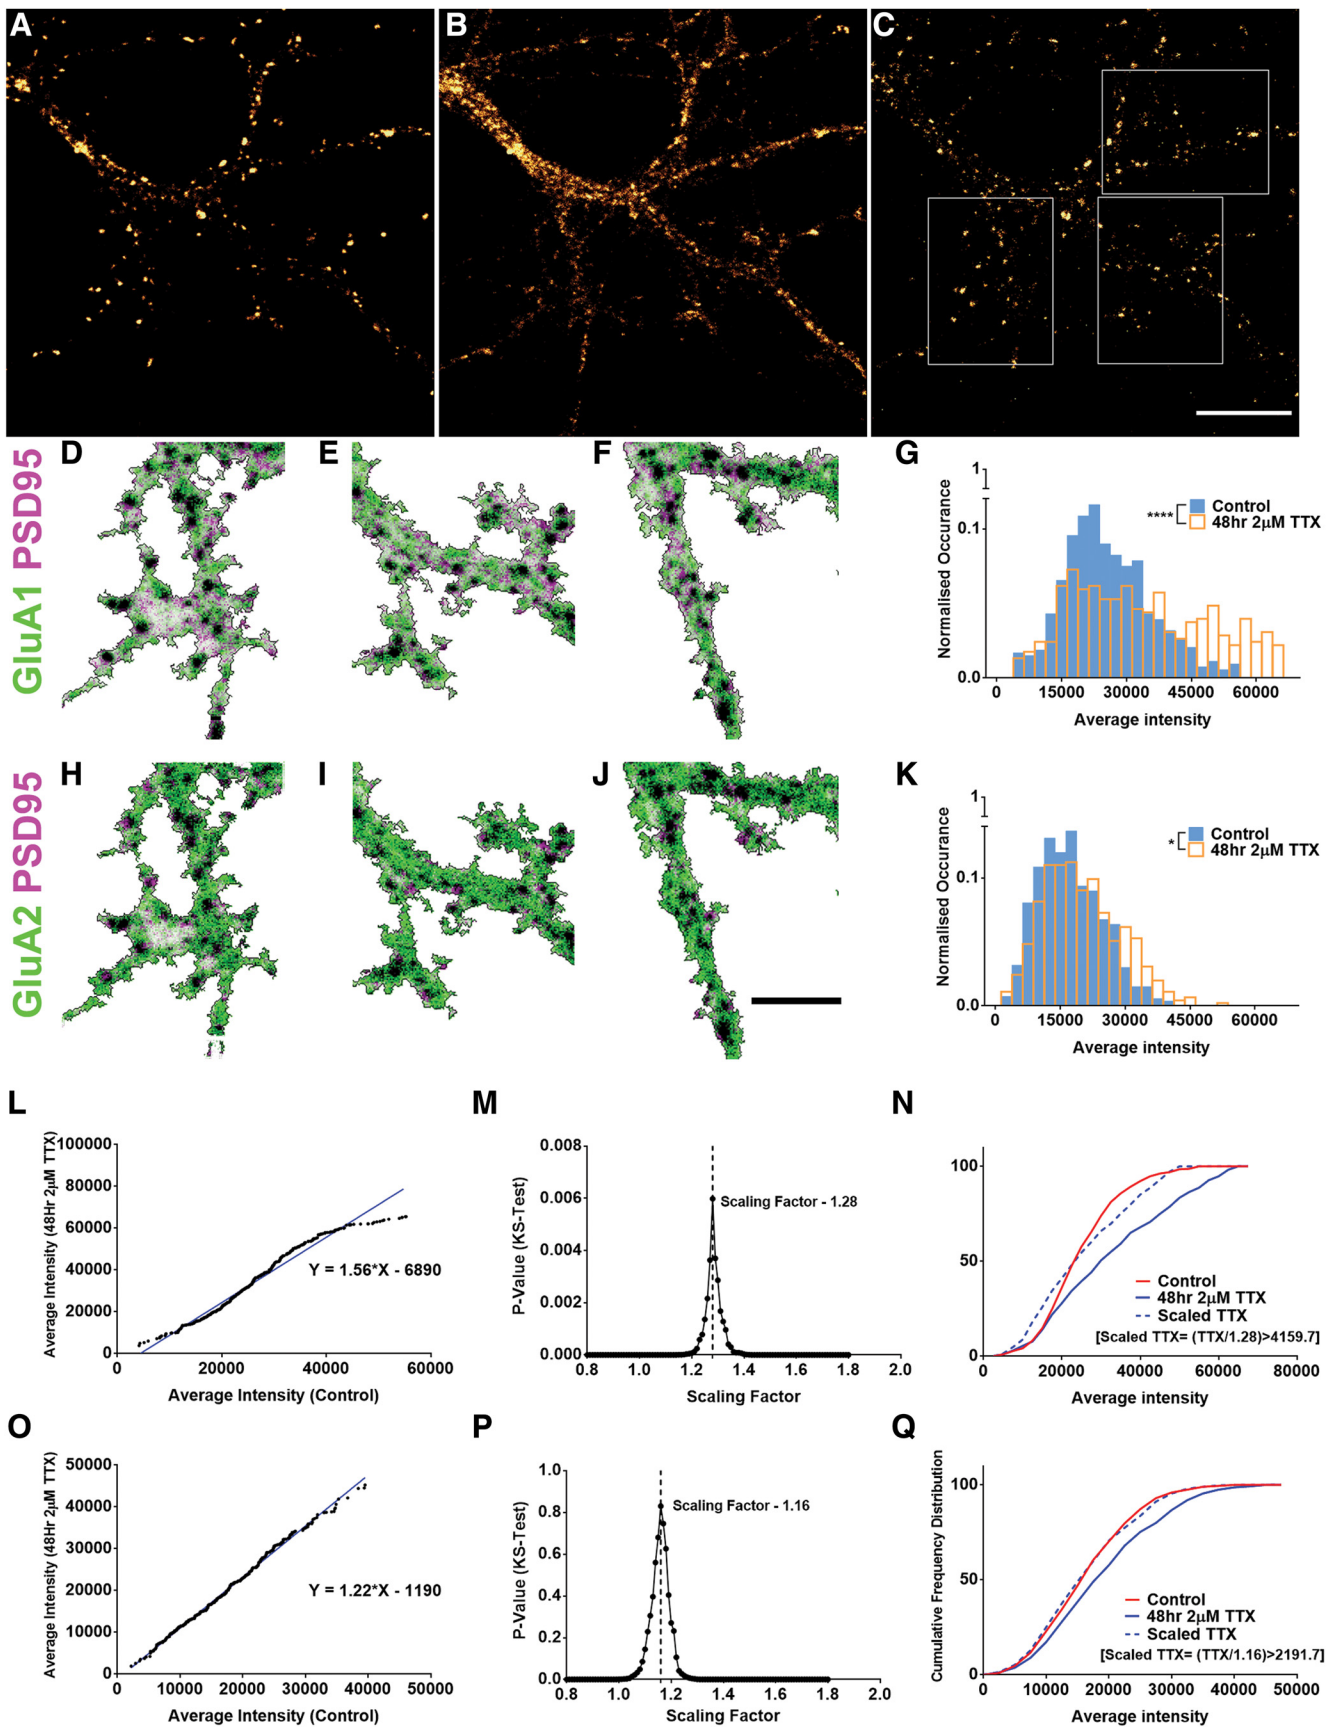 A
B
C
D
E
F
G
GluA1 PSD95
Normalised Occurance
1
0.1
0.0
0
15000
30000
45000
60000
Average intensity
****
Control
48hr 2µM TTX
H
I
J
K
GluA2 PSD95
Normalised Occurance
1
0.1
0.0
0
15000
30000
45000
60000
Average intensity
*
Control
48hr 2µM TTX
L
M
N
Average Intensity (48Hr 2µM TTX)
100000
80000
60000
40000
20000
0
0
20000
40000
60000
Y = 1.56*X - 6890
Average Intensity (Control)
P-Value (KS-Test)
0.008
0.006
0.004
0.002
0.000
0.8
1.0
1.2
1.4
1.6
1.8
2.0
Scaling Factor - 1.28
Scaling Factor
100
50
0
0
20000
40000
60000
80000
Control
48hr 2µM TTX
Scaled TTX
[Scaled TTX= (TTX/1.28)>4159.7]
Average intensity
O
P
Q
Average Intensity (48Hr 2µM TTX)
50000
40000
30000
20000
10000
0
0
10000
20000
30000
40000
50000
Y = 1.22*X - 1190
Average Intensity (Control)
P-Value (KS-Test)
1.0
0.8
0.6
0.4
0.2
0.0
0.8
1.0
1.2
1.4
1.6
1.8
2.0
Scaling Factor - 1.16
Scaling Factor
Cumulative Frequency Distribution
100
50
0
0
10000
20000
30000
40000
50000
Control
48hr 2µM TTX
Scaled TTX
[Scaled TTX= (TTX/1.16)>2191.7]
Average intensity